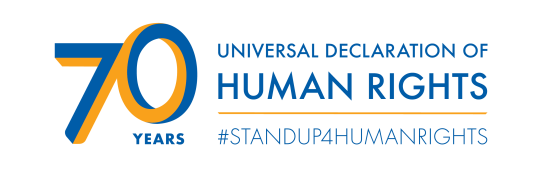 70
YEARS
UNIVERSAL DECLARATION OF
HUMAN RIGHTS
#STANDUP4HUMANRIGHTS